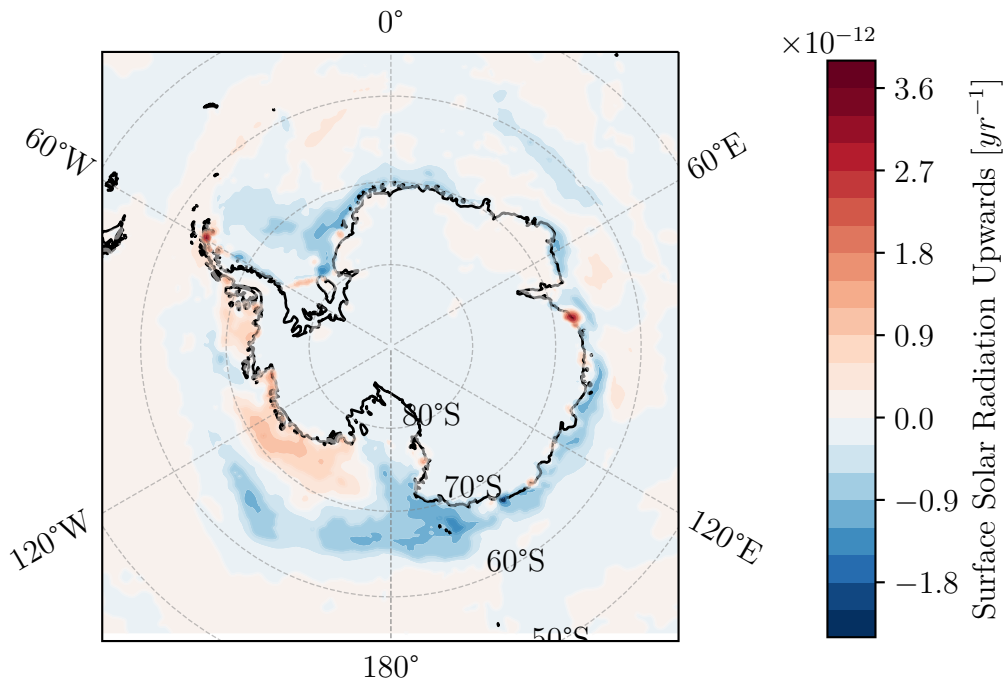 0°
×10⁻¹²
60°W
60°E
3.6
2.7
1.8
0.9
0.0
−0.9
−1.8
Surface Solar Radiation Upwards [yr⁻¹]
80°S
70°S
60°S
50°S
120°W
120°E
180°